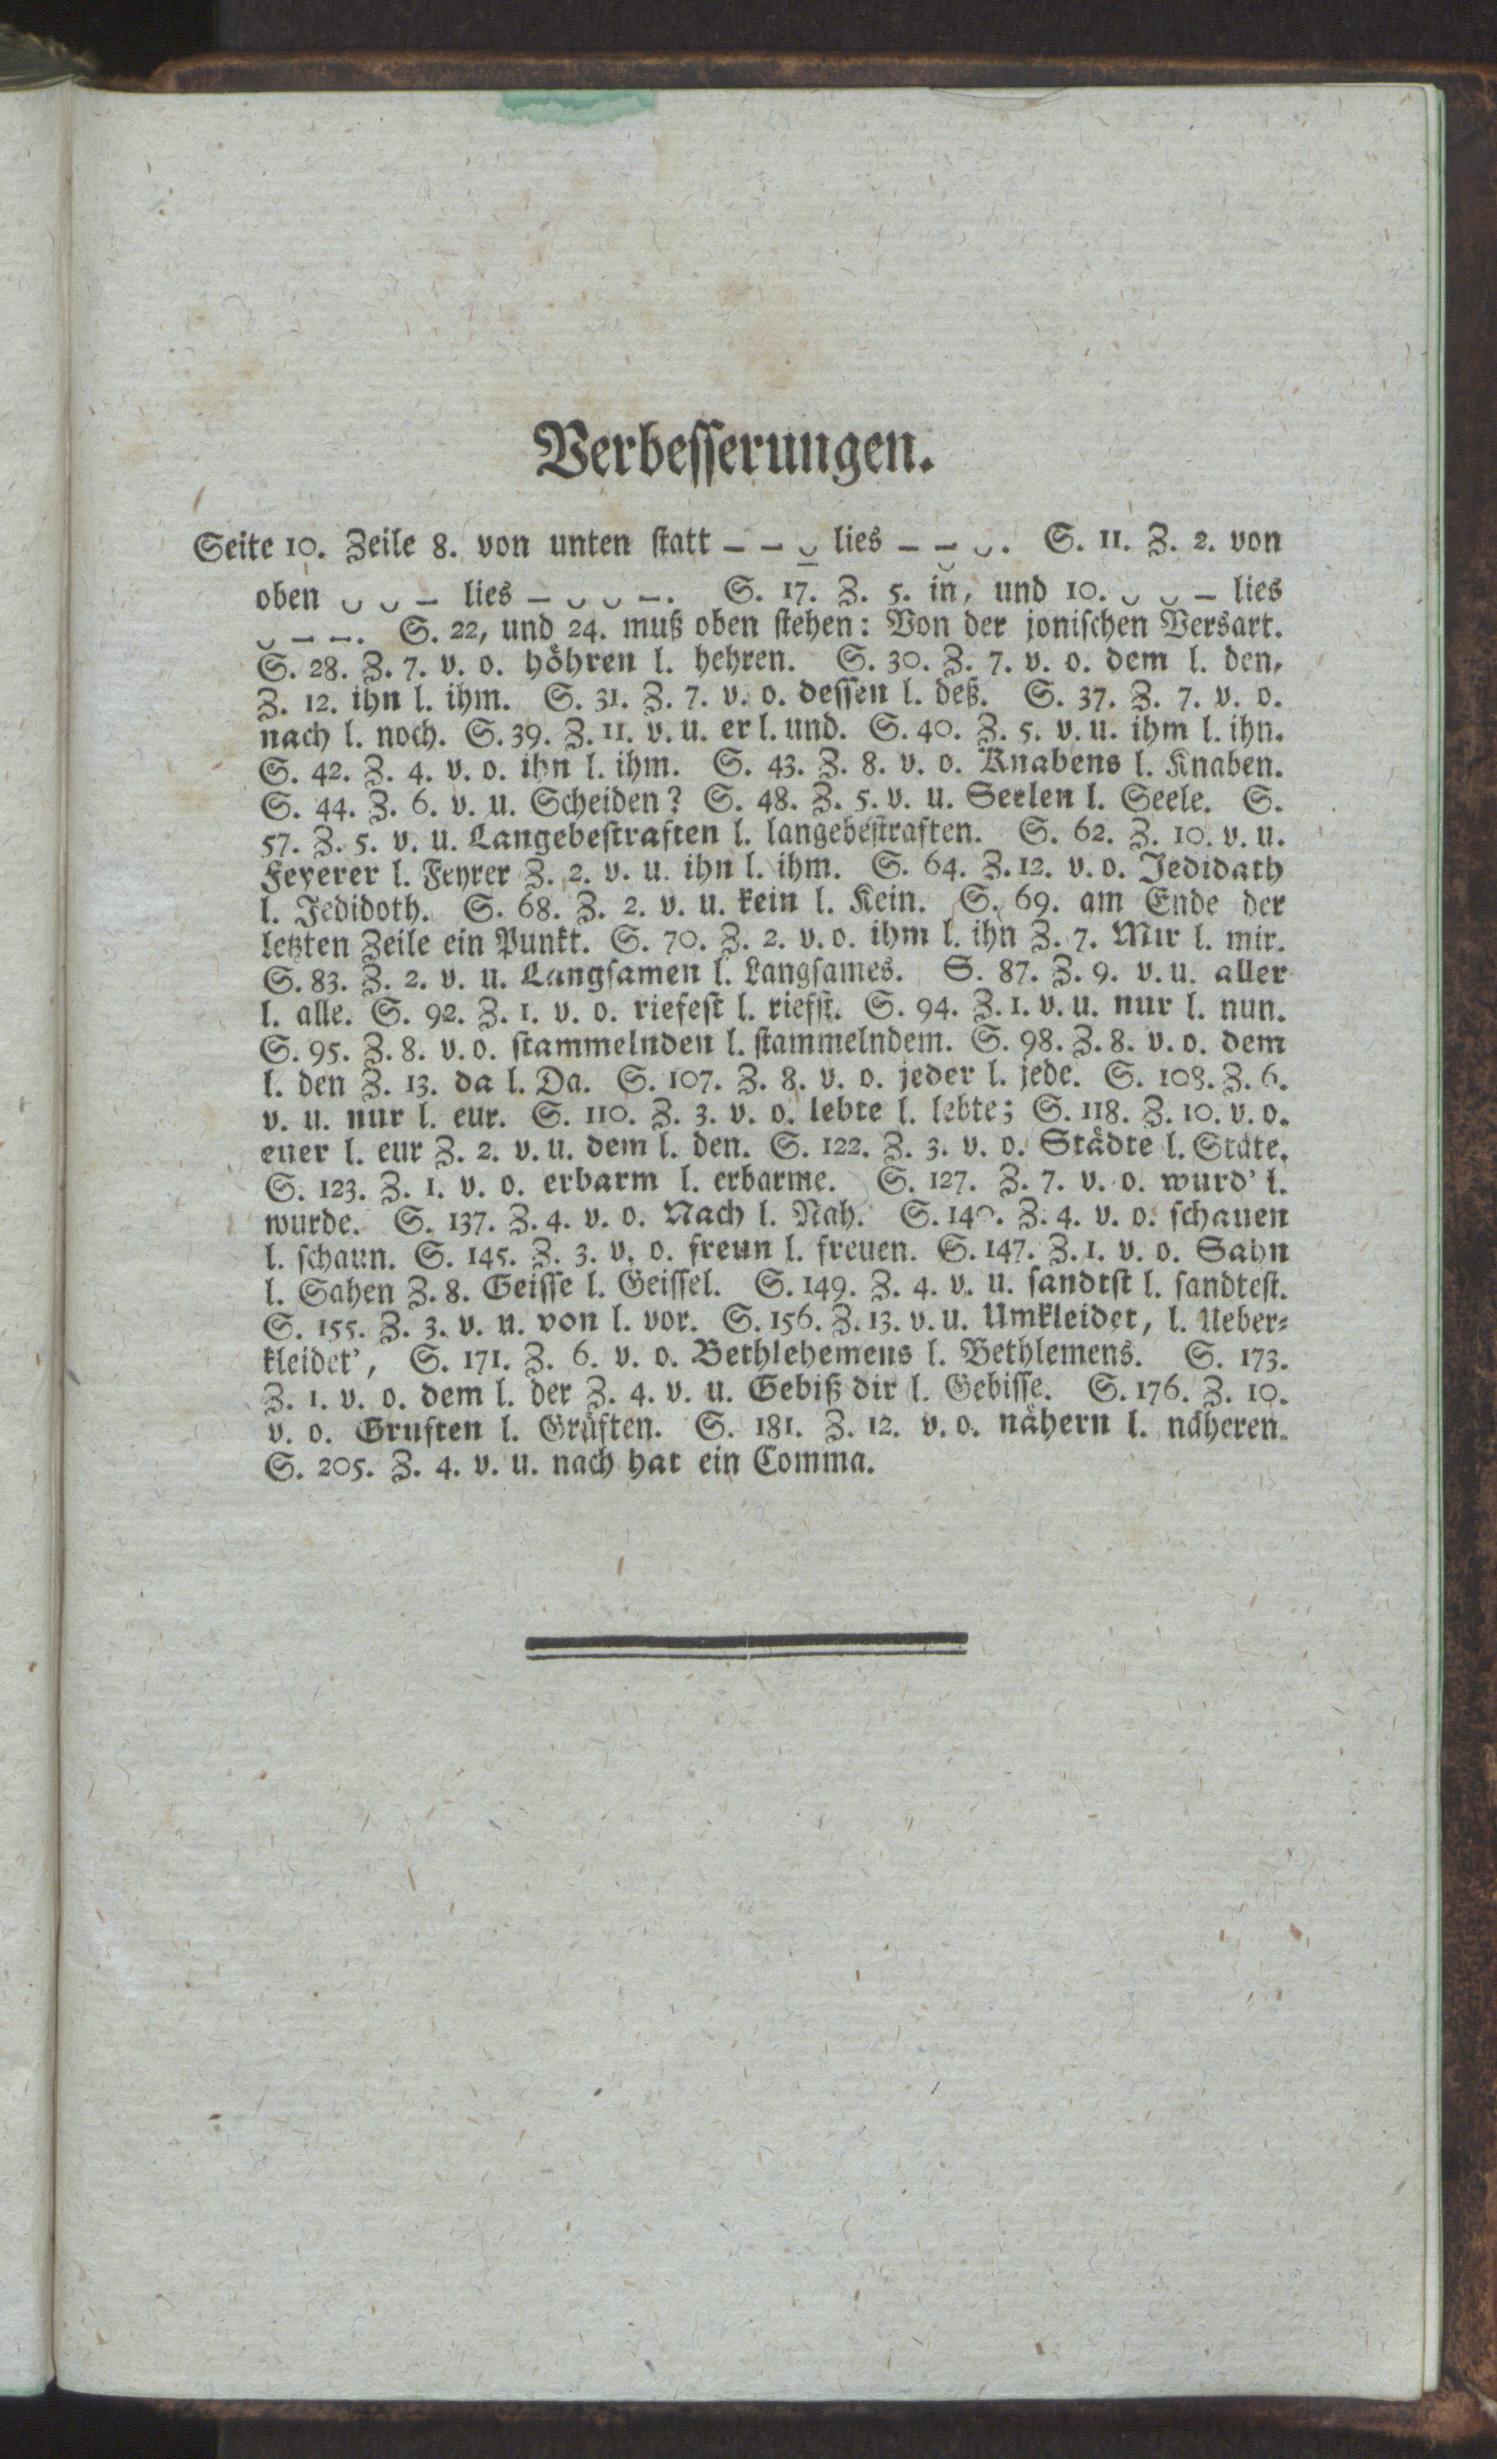 Verbesserungen.
Seite 10. Zeile 8. von unten statt – – ⏑ lies – – ⏑. S. 11. Z. 2. von
oben ⏑ ⏑ – lies – ⏑ ⏑ –. S. 17. Z. 5. in, und 10. ⏑ ⏑ – lies
⏑ – –. S. 22, und 24. muß oben stehen: Von der jonischen Versart.
S. 28. Z. 7. v. o. höhren l. hehren. S. 30. Z. 7. v. o. dem l. den,
Z. 12. ihn l. ihm. S. 31. Z. 7. v. o. dessen l. deß. S. 37. Z. 7. v. o.
nach l. noch. S. 39. Z. 11. v. u. er l. und. S. 40. Z. 5. v. u. ihm l. ihn.
S. 42. Z. 4. v. o. ihn l. ihm. S. 43. Z. 8. v. o. Knabens l. Knaben.
S. 44. Z. 6. v. u. Scheiden? S. 48. Z. 5. v. u. Seelen l. Seele. S.
57. Z. 5. v. u. Langebestraften l. langebestraften. S. 62. Z. 10. v. u.
Feyerer l. Feyrer Z. 2. v. u. ihn l. ihm. S. 64. Z. 12. v. o. Jedidath
l. Jedidoth. S. 68. Z. 2. v. u. kein l. Kein. S. 69. am Ende der
letzten Zeile ein Punkt. S. 70. Z. 2. v. o. ihm l. ihn Z. 7. Mir l. mir.
S. 83. Z. 2. v. u. Langsamen l. Langsames. S. 87. Z. 9. v. u. aller
l. alle. S. 92. Z. 1. v. o. riefest l. riefst. S. 94. Z. 1. v. u. nur l. nun.
S. 95. Z. 8. v. o. stammelnden l. stammelndem. S. 98. Z. 8. v. o. dem
l. den Z. 13. da l. Da. S. 107. Z. 8. v. o. jeder l. jede. S. 108. Z. 6.
v. u. nur l. eur. S. 110. Z. 3. v. o. lebte l. lebte; S. 118. Z. 10. v. o.
euer l. eur Z. 2. v. u. dem l. den. S. 122. Z. 3. v. o. Städte l. Stäte.
S. 123. Z. 1. v. o. erbarm l. erbarme. S. 127. Z. 7. v. o. wurd' l.
wurde. S. 137. Z. 4. v. o. Nach l. Nah. S. 140. Z. 4. v. o. schauen
l. schaun. S. 145. Z. 3. v. o. freun l. freuen. S. 147. Z. 1. v. o. Sahn
l. Sahen Z. 8. Geisse l. Geissel. S. 149. Z. 4. v. u. sandtst l. sandtest.
S. 155. Z. 3. v. u. von l. vor. S. 156. Z. 13. v. u. Umkleidet, l. Ueber-
kleidet', S. 171. Z. 6. v. o. Bethlehemens l. Bethlemens. S. 173.
Z. 1. v. o. dem l. der Z. 4. v. u. Gebiß dir l. Gebisse. S. 176. Z. 10.
v. o. Gruften l. Grüften. S. 181. Z. 12. v. o. nähern l. näheren.
S. 205. Z. 4. v. u. nach hat ein Comma.